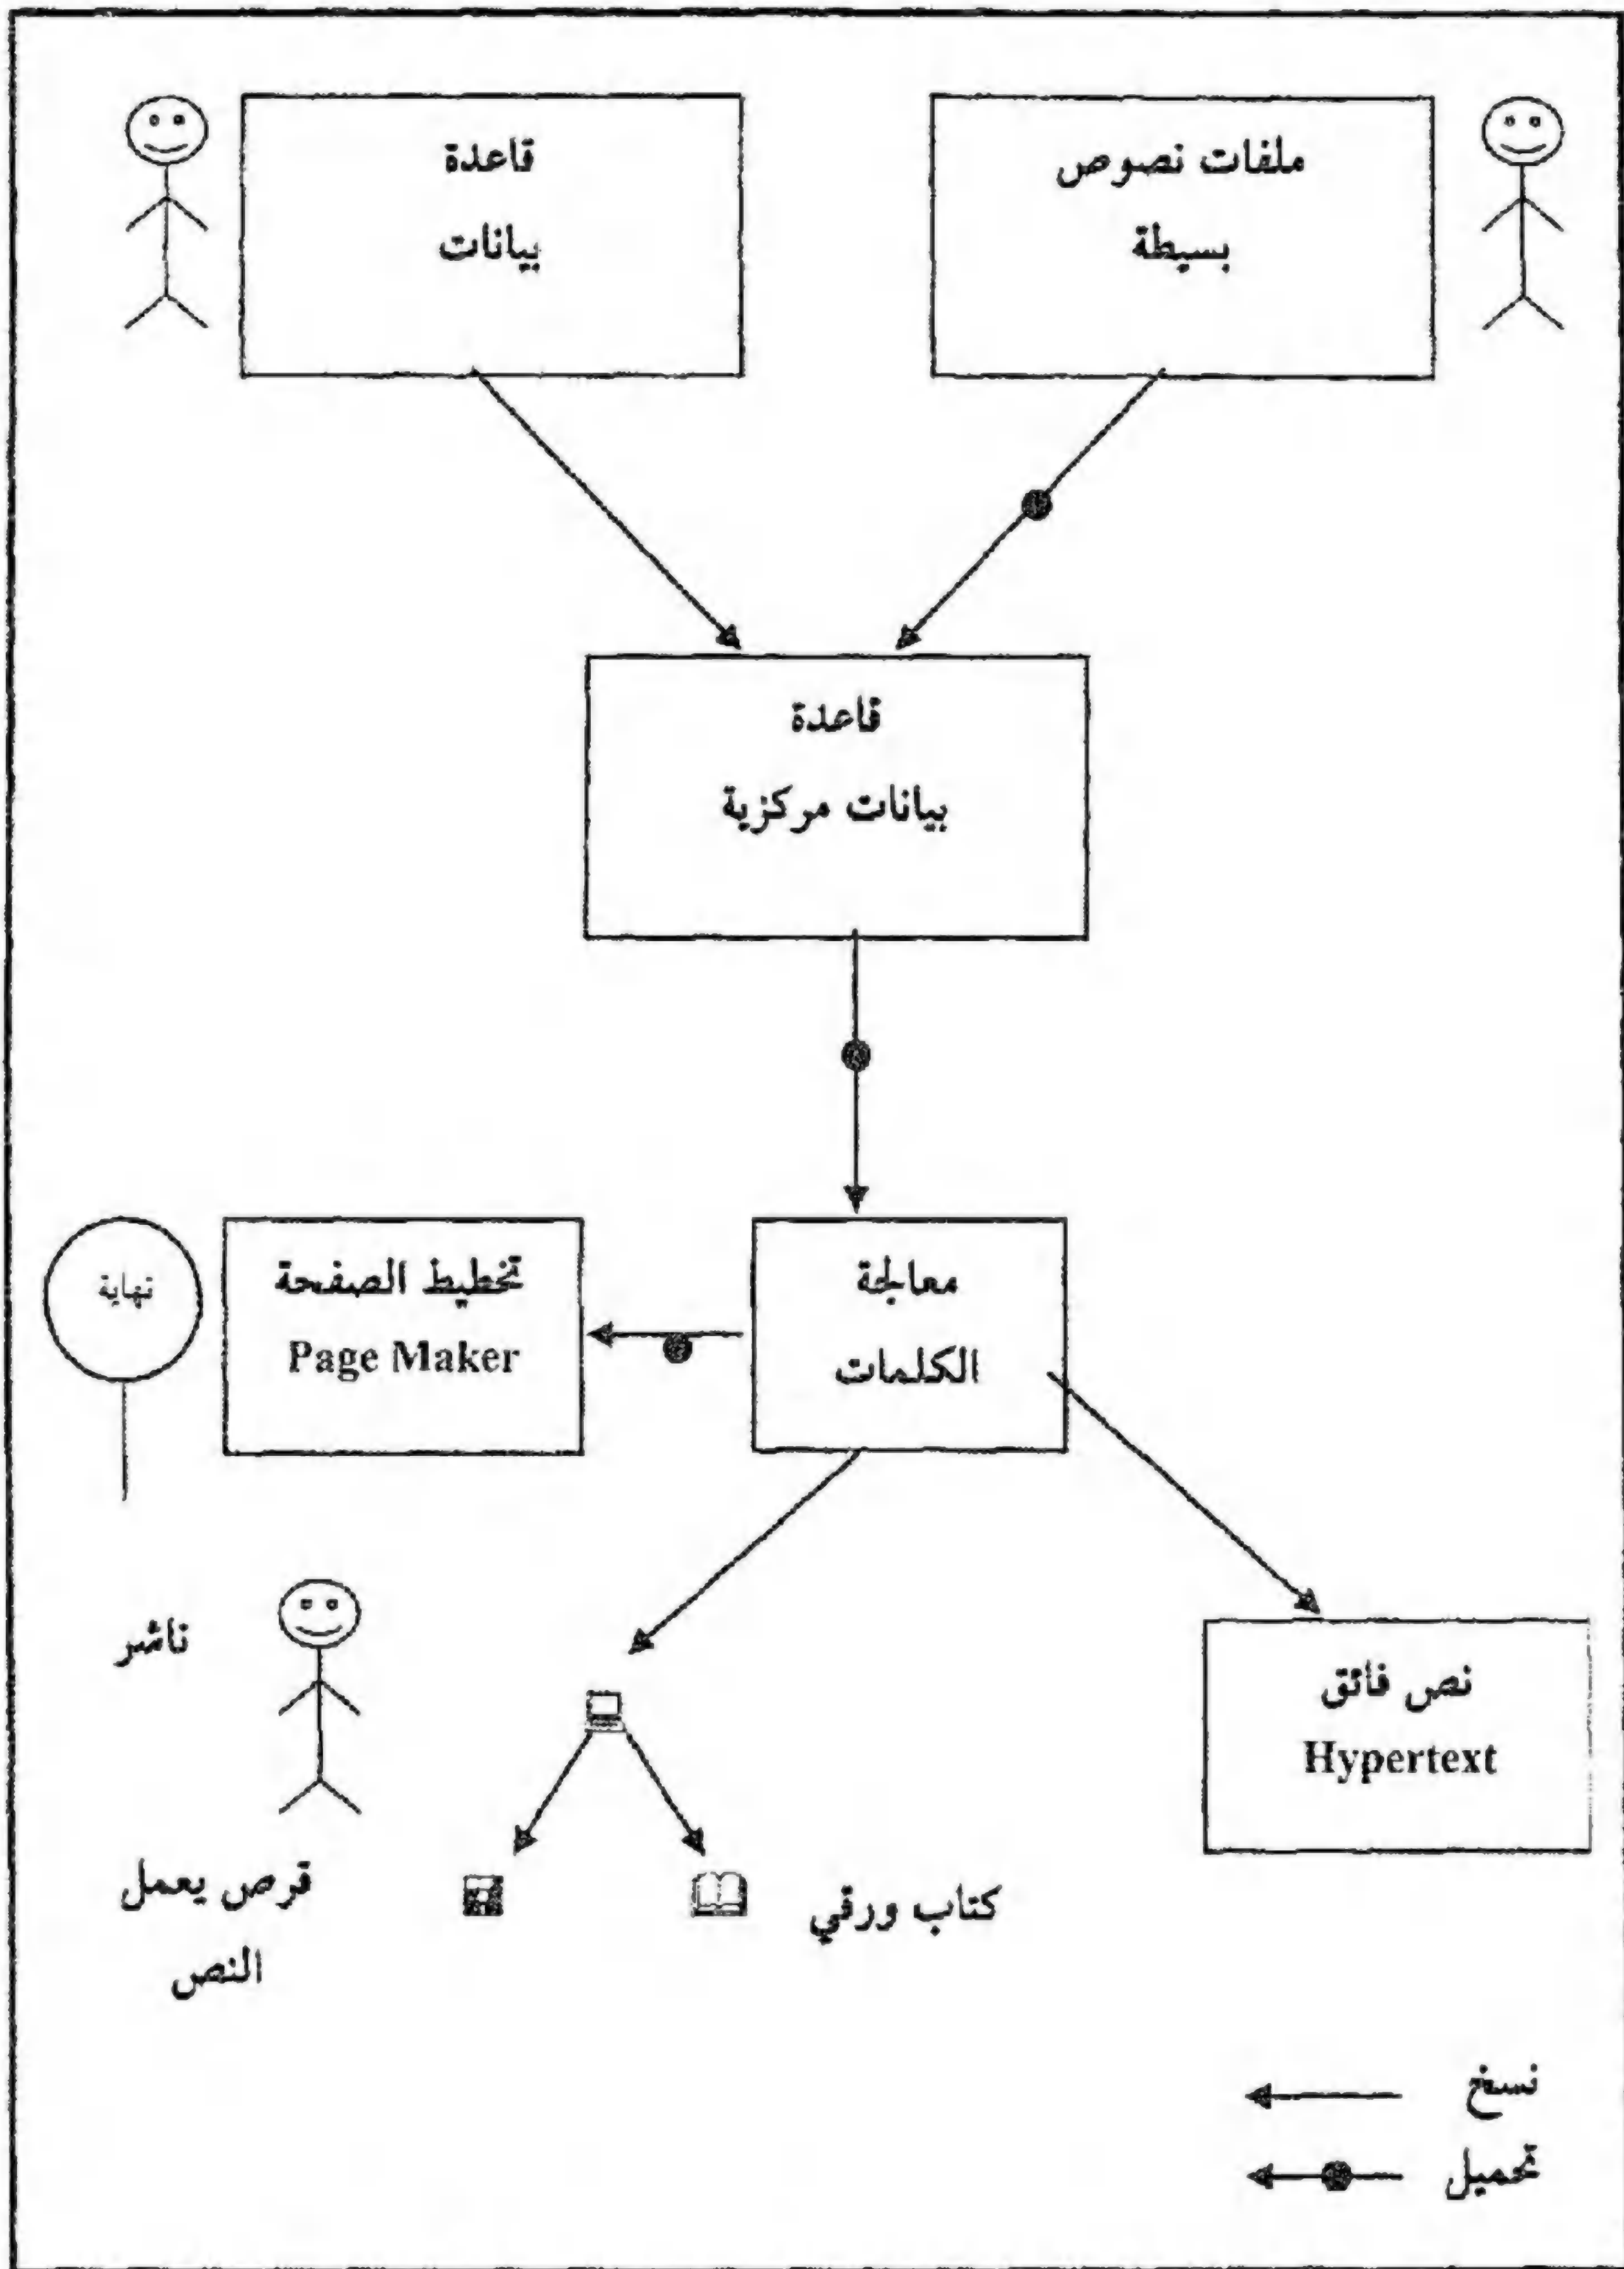 ملفات نصوص
بسيطة
قاعدة
بيانات
قاعدة
بيانات مركزية
معالجة
الكلمات
تخطيط الصفحة
Page Maker
نهاية
نص فائق
Hypertext
ناشر
كتاب ورقي
قرص يعمل
النص
نسخ
تحميل